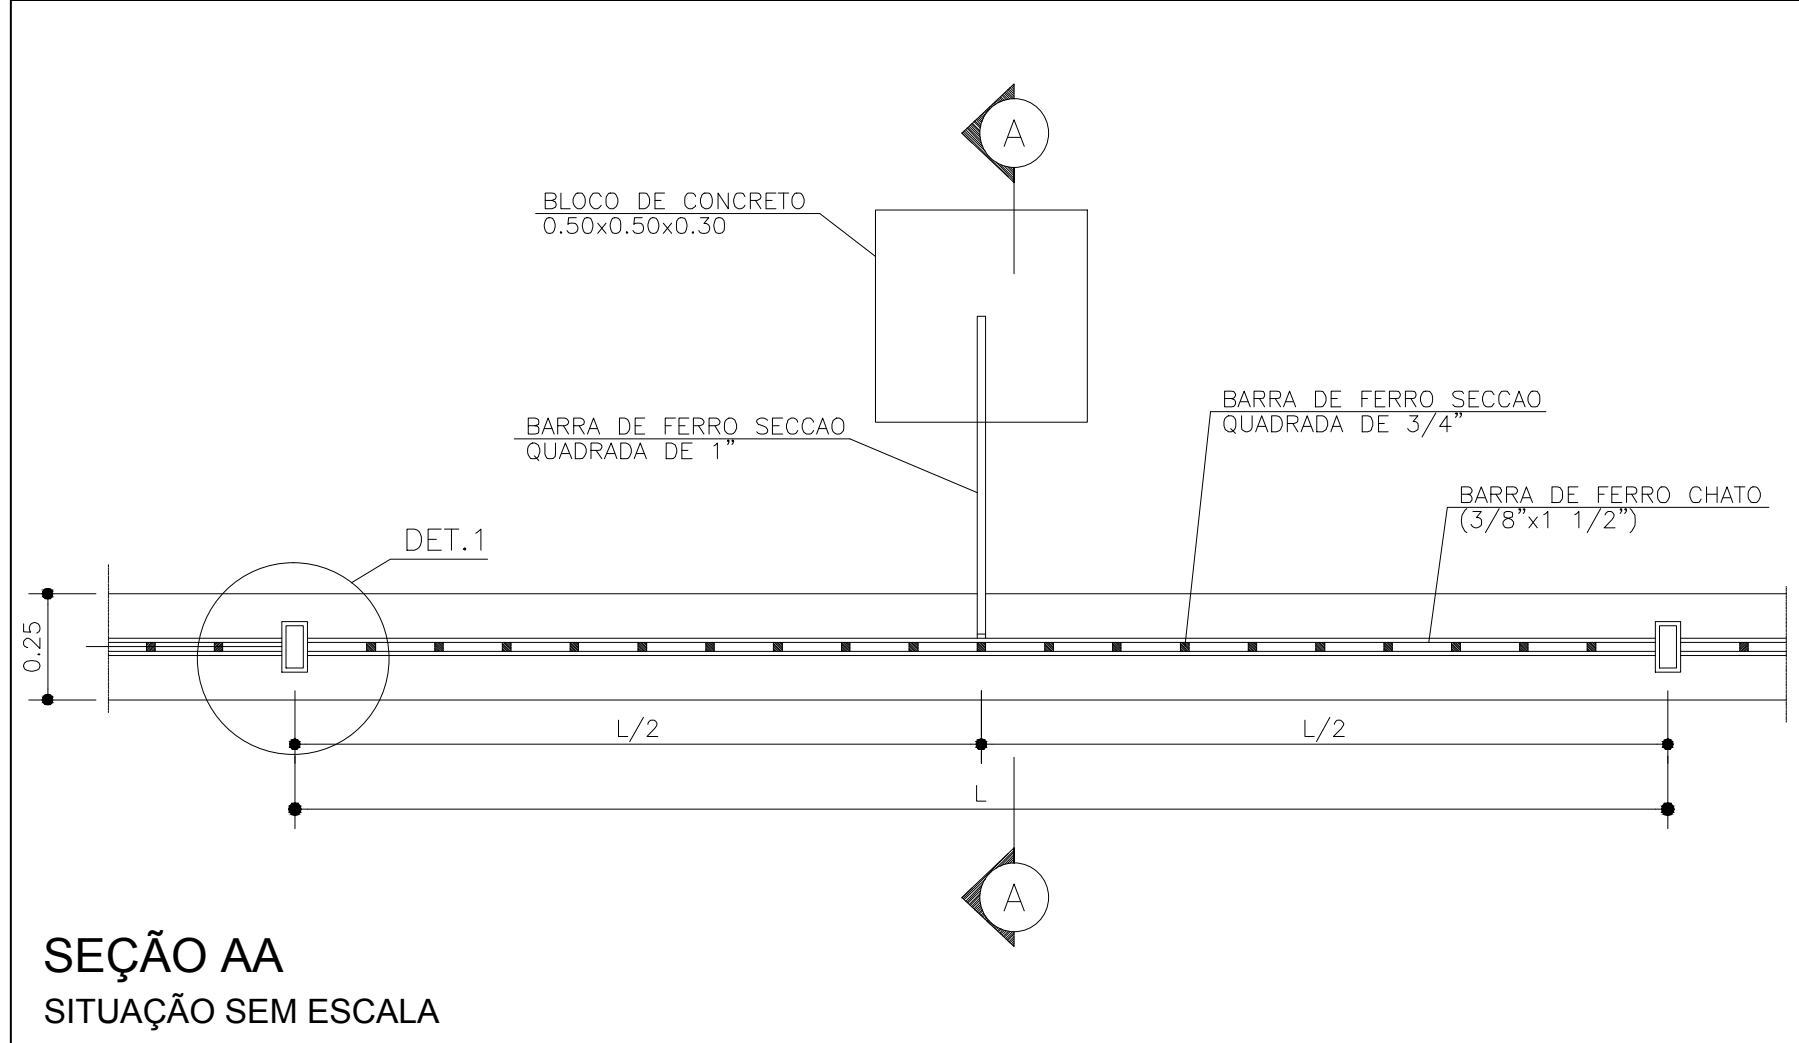 A
BLOCO DE CONCRETO
0.50x0.50x0.30
BARRA DE FERRO SECCAO
QUADRADA DE 3/4"
BARRA DE FERRO SECCAO
QUADRADA DE 1"
BARRA DE FERRO CHATO
(3/8"x1 1/2")
DET.1
0.25
L/2
L/2
L
A
SEÇÃO AA
SITUAÇÃO SEM ESCALA